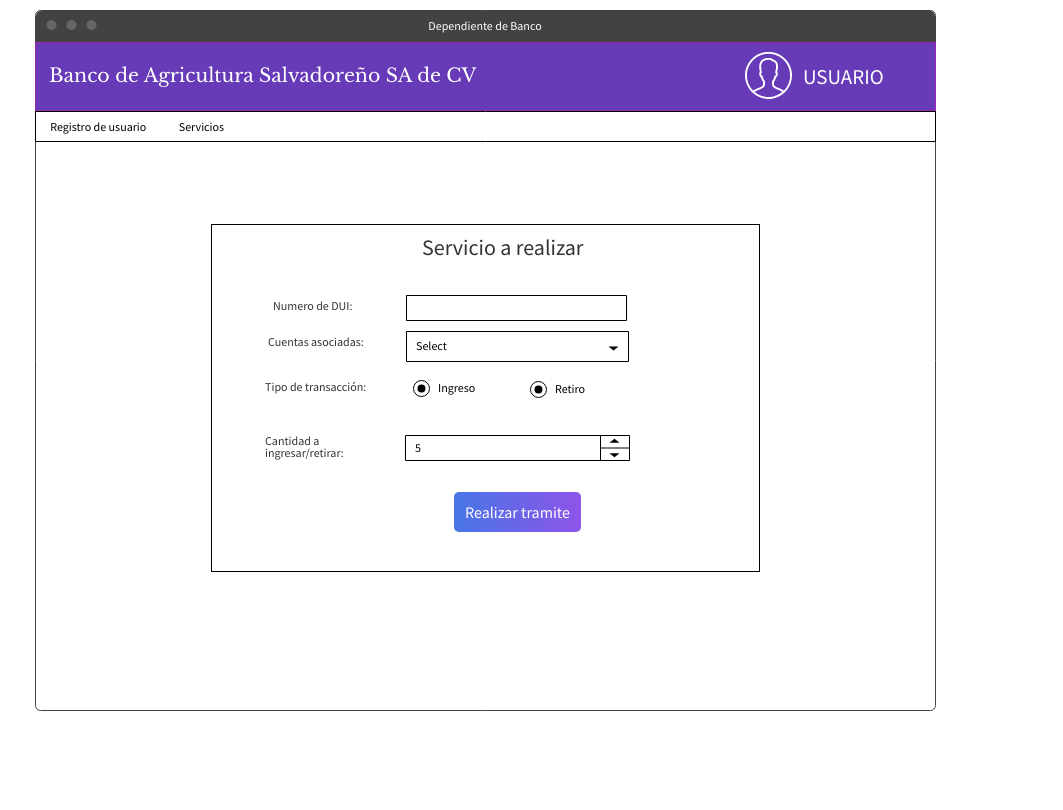 Dependiente de Banco
Banco de Agricultura Salvadoreño SA de CV
USUARIO
Registro de usuario
Servicios
Servicio a realizar
Numero de DUI:
Cuentas asociadas:
Select
Tipo de transacción:
Ingreso
Retiro
Cantidad a
ingresar/retirar:
5
Realizar tramite